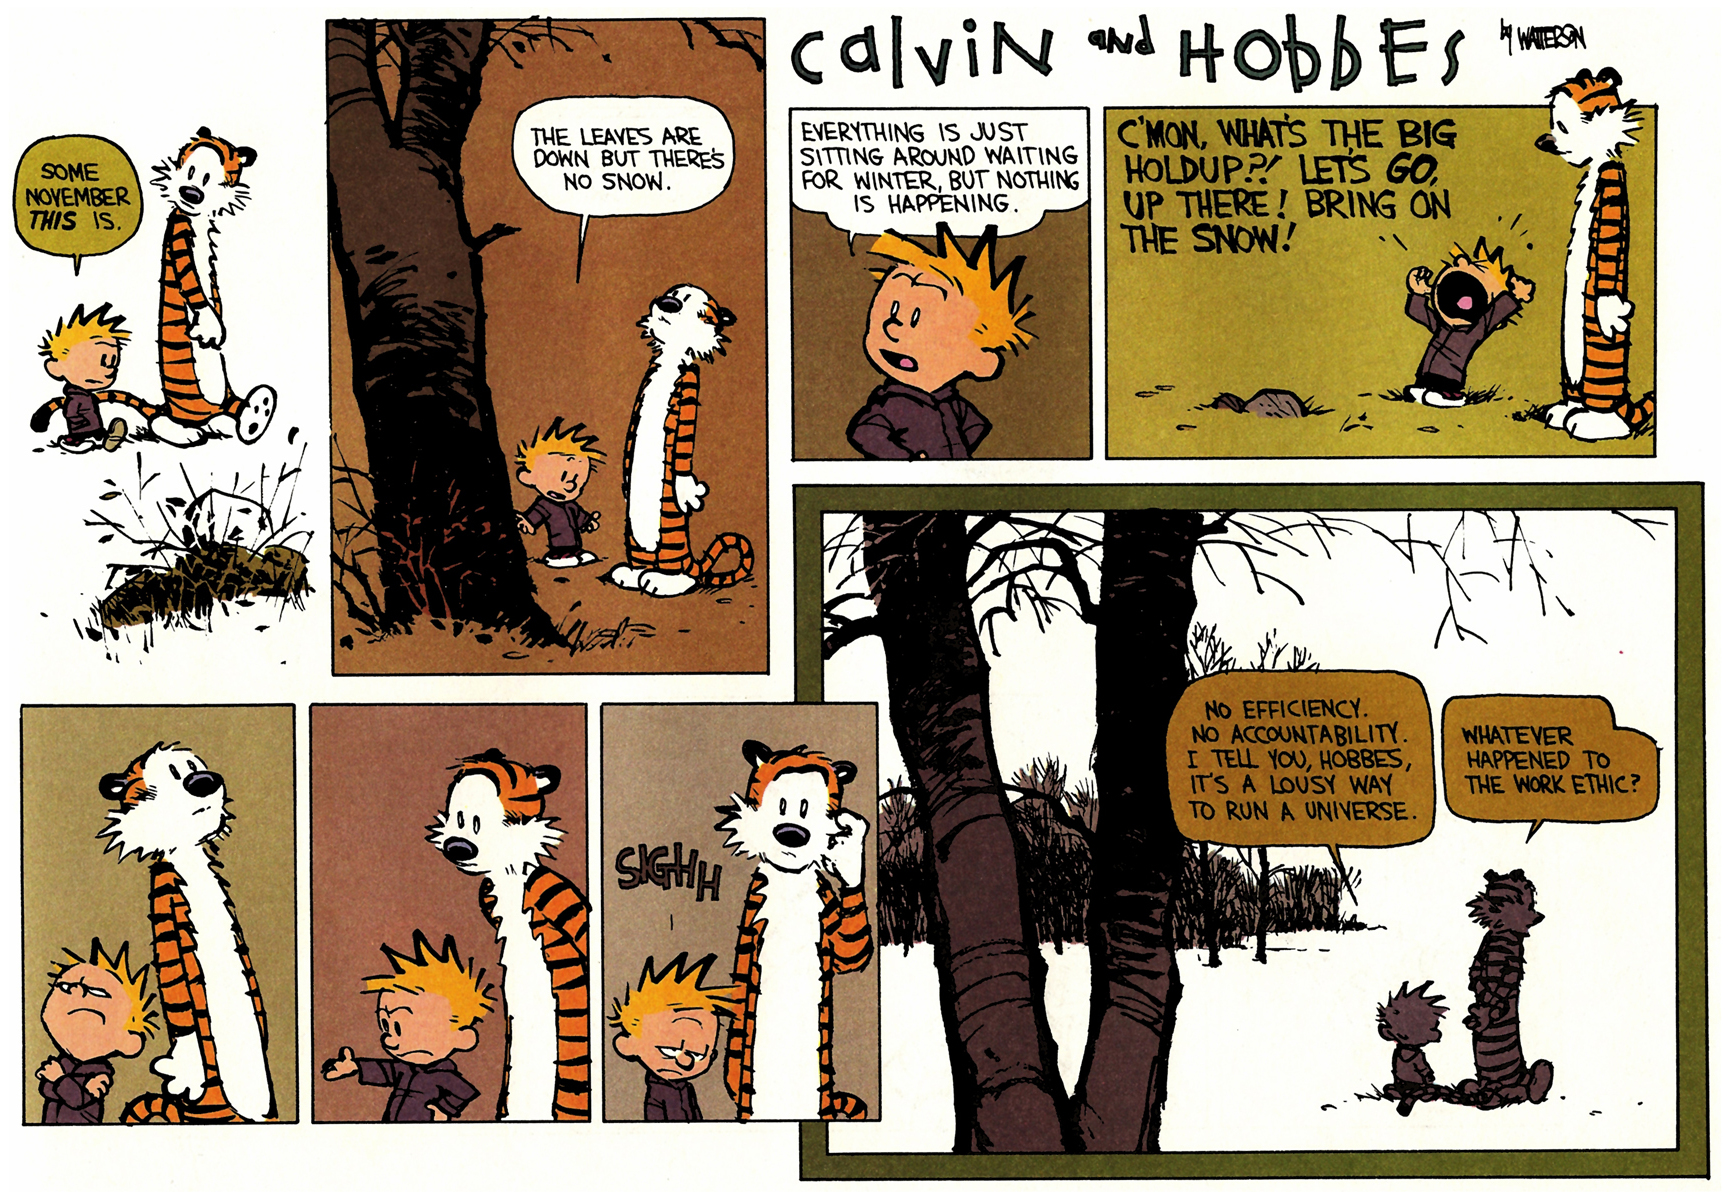 CALVIN AND HOBBES
by WATTERSON
SOME
NOVEMBER
THIS IS.
THE LEAVES ARE
DOWN BUT THERE'S
NO SNOW.
EVERYTHING IS JUST
SITTING AROUND WAITING
FOR WINTER, BUT NOTHING
IS HAPPENING.
C'MON, WHAT'S THE BIG
HOLDUP?! LET'S GO,
UP THERE! BRING ON
THE SNOW!
SIGHHH
NO EFFICIENCY.
NO ACCOUNTABILITY.
I TELL YOU, HOBBES,
IT'S A LOUSY WAY
TO RUN A UNIVERSE.
WHATEVER
HAPPENED TO
THE WORK ETHIC?